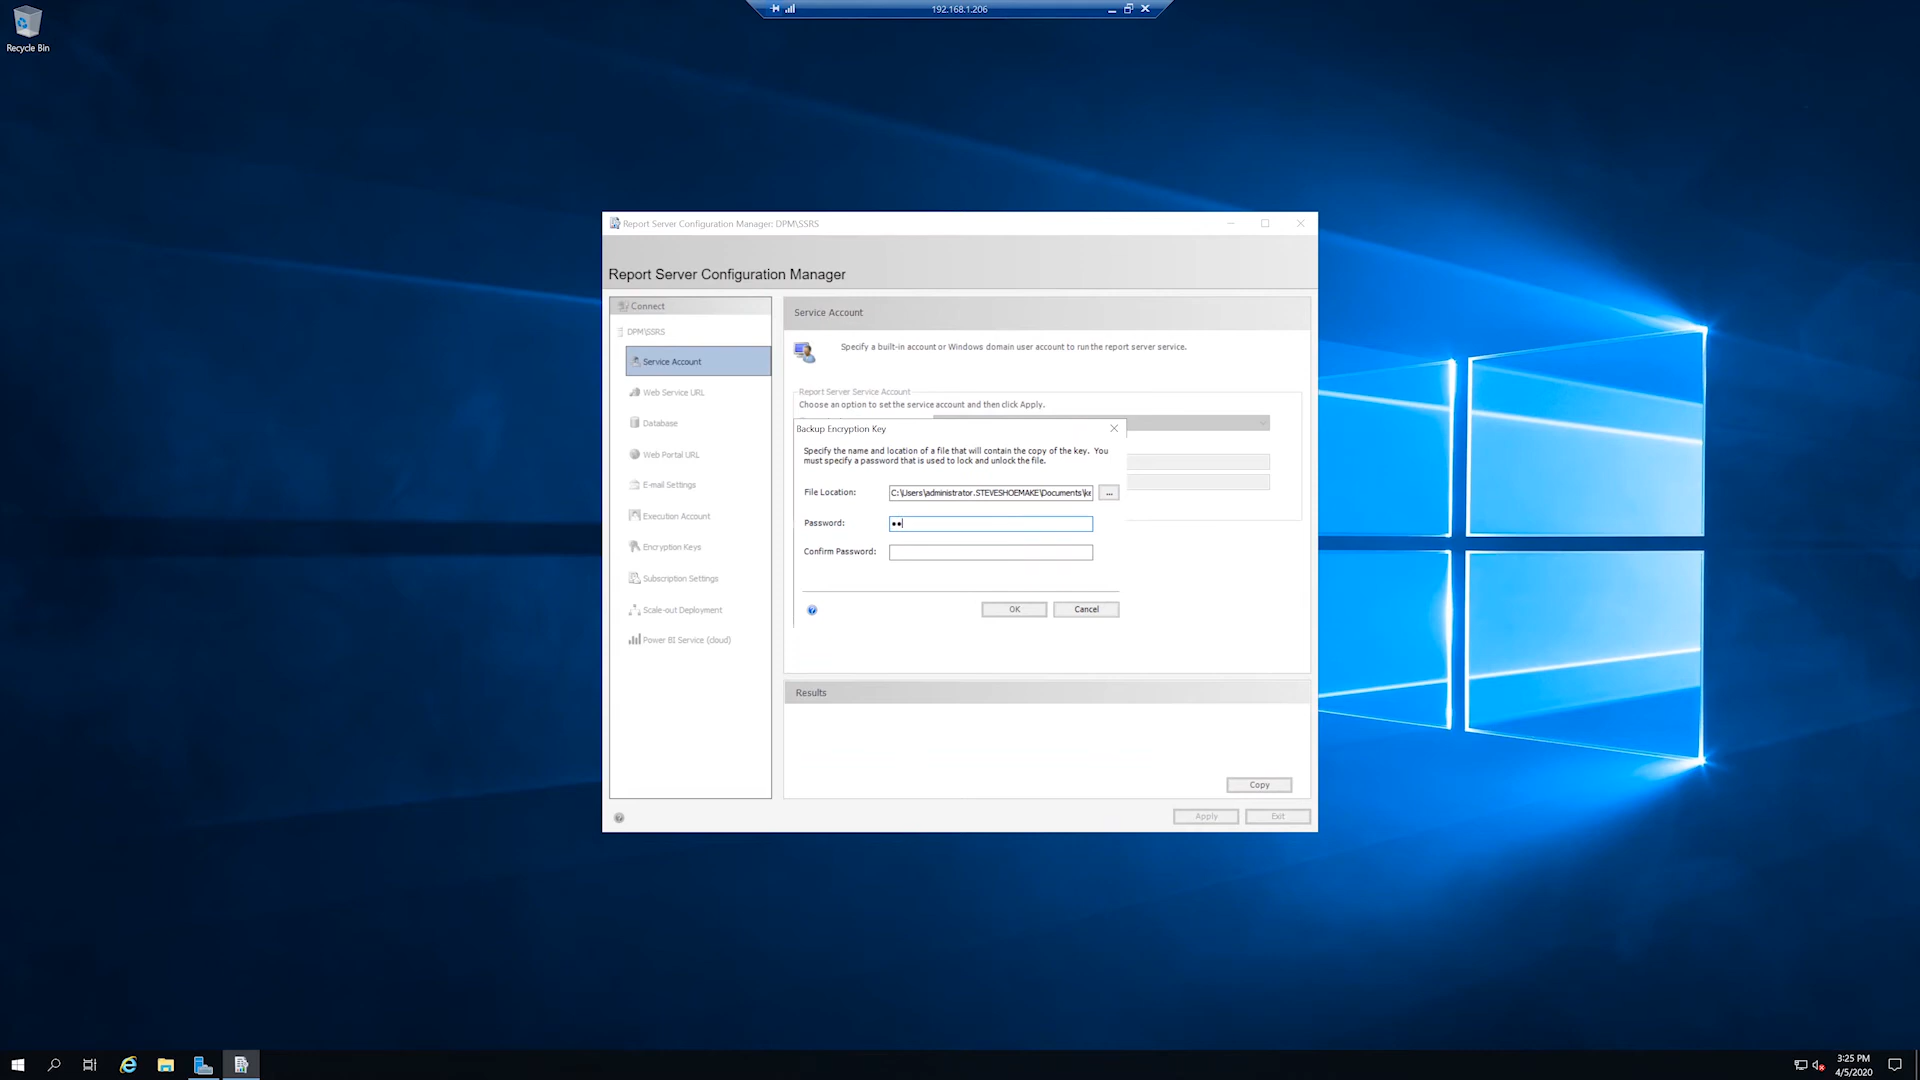 Recycle Bin
192.168.1.206
Report Server Configuration Manager: DPM\SSRS
Report Server Configuration Manager
Connect
DPM\SSRS
Service Account
Web Service URL
Database
Web Portal URL
E-mail Settings
Execution Account
Encryption Keys
Subscription Settings
Scale-out Deployment
Power BI Service (cloud)
Service Account
Specify a built-in account or Windows domain user account to run the report server service.
Report Server Service Account
Choose an option to set the service account and then click Apply.
Backup Encryption Key
Specify the name and location of a file that will contain the copy of the key. You
must specify a password that is used to lock and unlock the file.
File Location:
C:\Users\administrator.STEVESHOEMAKE\Documents\ke
...
Password:
Confirm Password:
OK
Cancel
Results
Copy
Apply
Exit
3:25 PM
4/5/2020